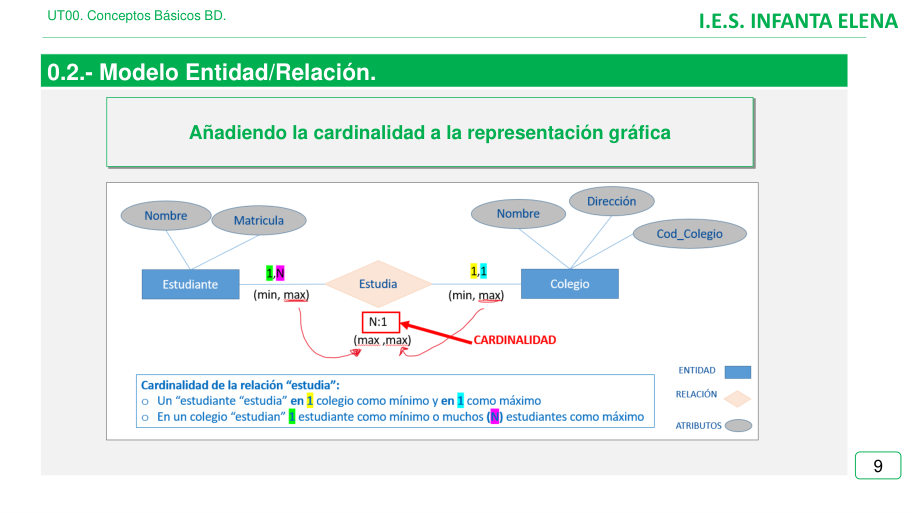 UT00. Conceptos Básicos BD.
I.E.S. INFANTA ELENA
0.2.- Modelo Entidad/Relación.
Añadiendo la cardinalidad a la representación gráfica
Nombre
Matricula
Nombre
Dirección
Cod_Colegio
Estudiante
1,N
(min, max)
Estudia
1,1
(min, max)
Colegio
N:1
(max ,max)
CARDINALIDAD
Cardinalidad de la relación “estudia”:
o Un “estudiante “estudia” en 1 colegio como mínimo y en 1 como máximo
o En un colegio “estudian” 1 estudiante como mínimo o muchos (N) estudiantes como máximo
ENTIDAD
RELACIÓN
ATRIBUTOS
9